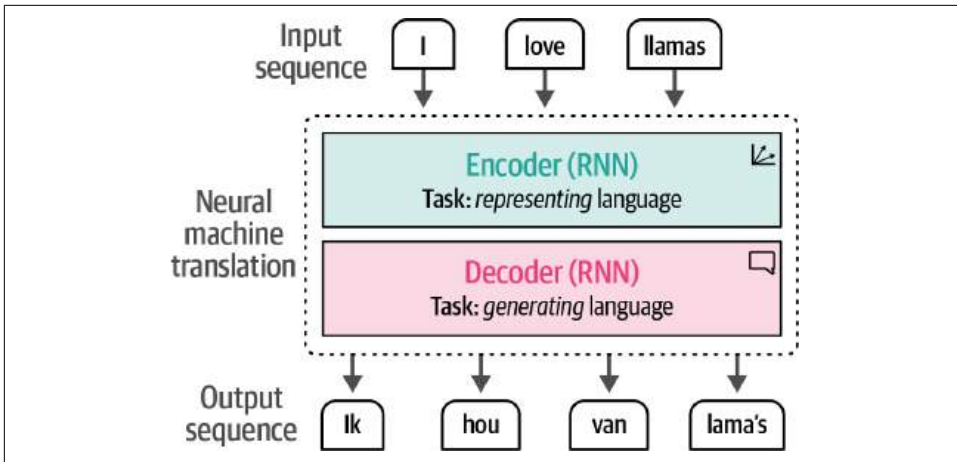 Input
sequence
I
love
llamas
Neural
machine
translation
Encoder (RNN)
Task: representing language
Decoder (RNN)
Task: generating language
Output
sequence
Ik
hou
van
lama's